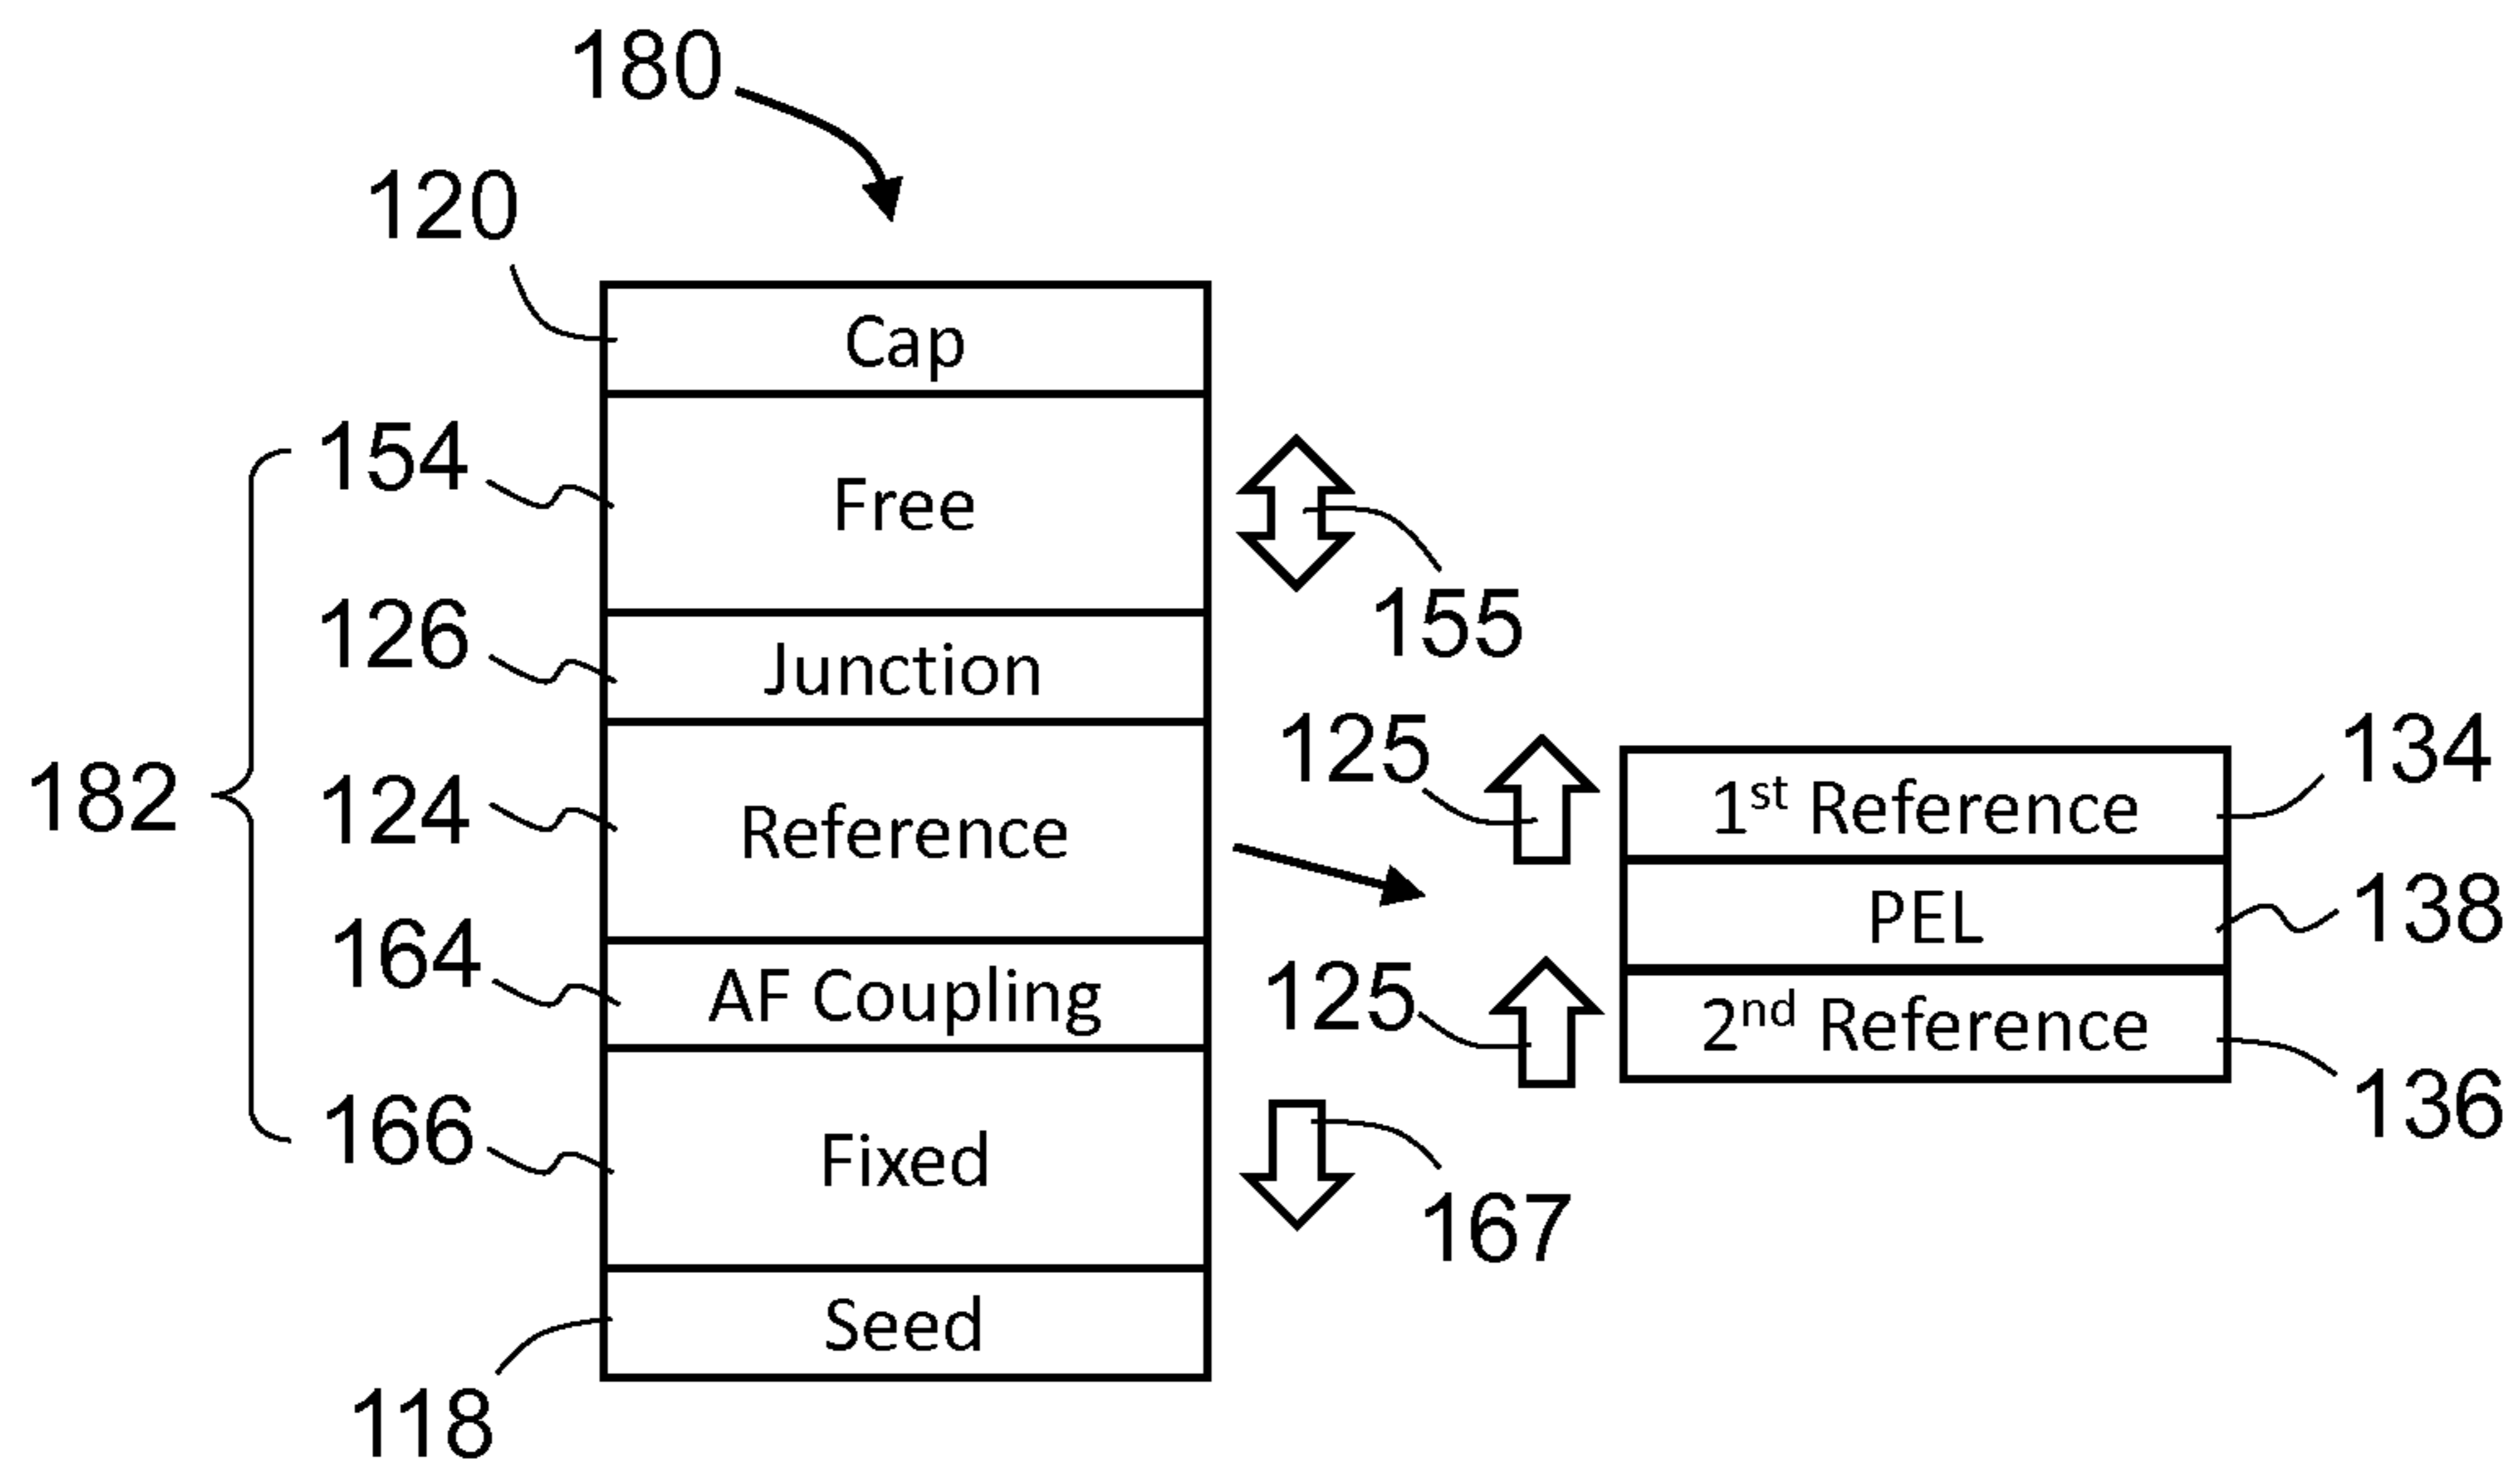 180
120
Cap
154
Free
155
126
Junction
182
124
Reference
125
1st Reference
134
PEL
138
164
AF Coupling
125
2nd Reference
136
166
Fixed
167
Seed
118